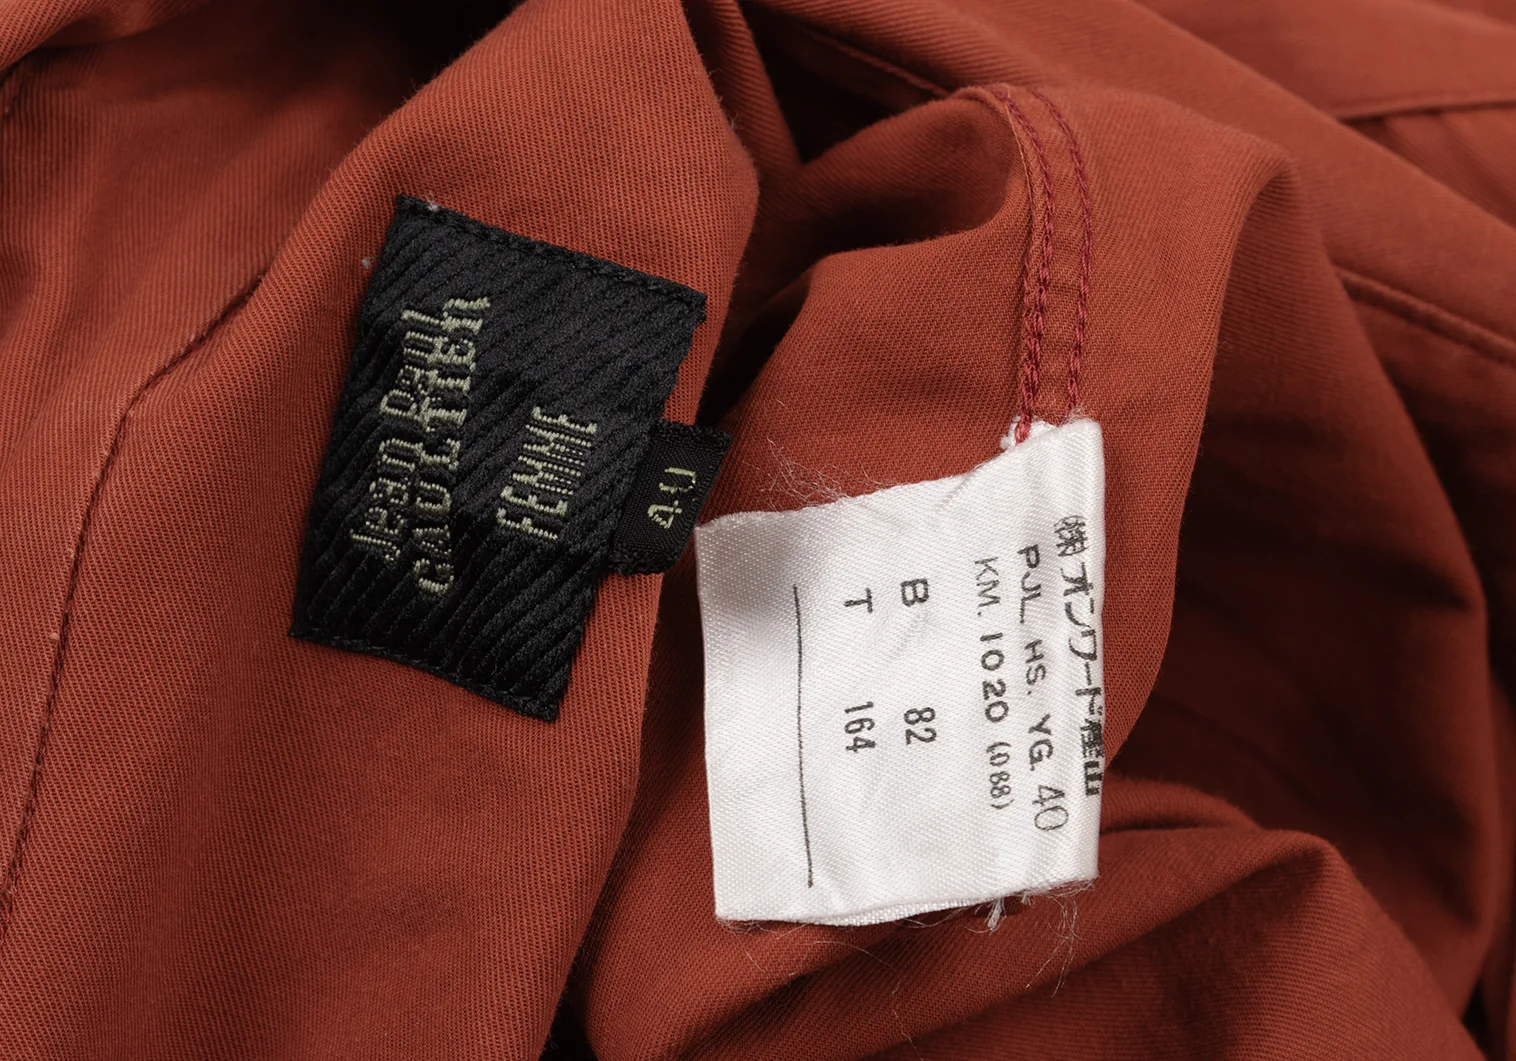 Jean Paul
GAULTIER
FEMME
40
㈱オンワード樫山
PJL. HS. YG. 40
KM. 1020 (088)
B 82
T 164